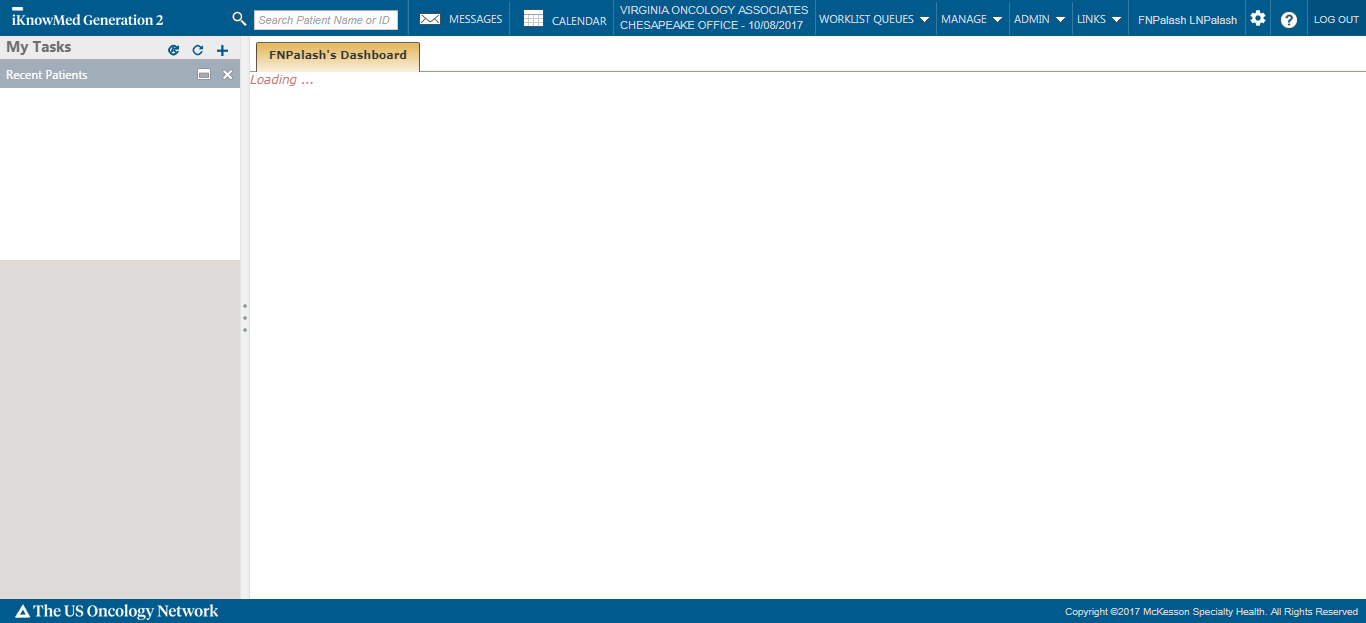 iKnowMed Generation 2
Search Patient Name or ID
MESSAGES
CALENDAR
VIRGINIA ONCOLOGY ASSOCIATES
CHESAPEAKE OFFICE - 10/08/2017
WORKLIST QUEUES
MANAGE
ADMIN
LINKS
FNPalash LNPalash
?
LOG OUT
My Tasks
FNPalash's Dashboard
Recent Patients
Loading ...
The US Oncology Network
Copyright ©2017 McKesson Specialty Health. All Rights Reserved